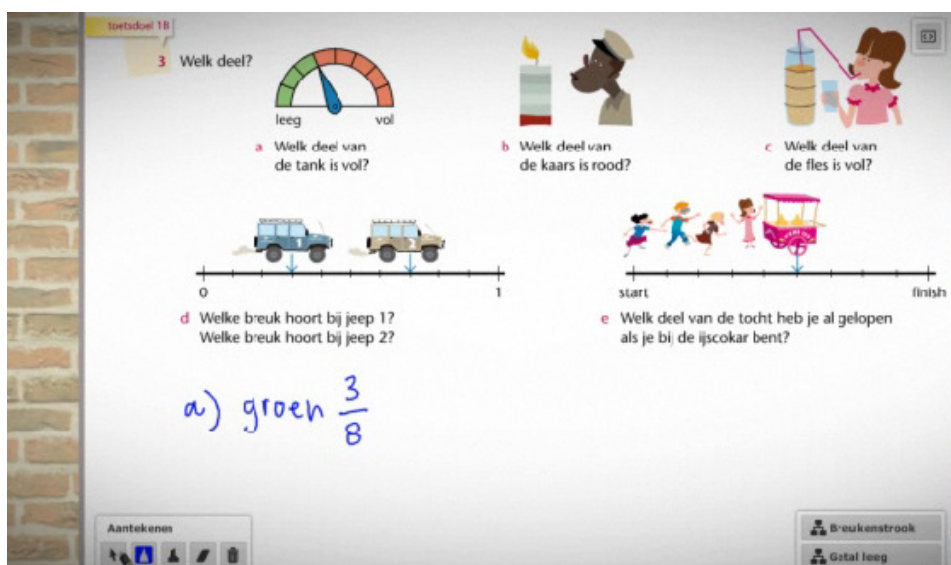 toetsdoel 1B
3 Welk deel?
leeg vol
a Welk deel van
de tank is vol?
b Welk deel van
de kaars is rood?
c Welk deel van
de fles is vol?
1 2
0 1
d Welke breuk hoort bij jeep 1?
Welke breuk hoort bij jeep 2?
start finish
e Welk deel van de tocht heb je al gelopen
als je bij de ijscokar bent?
a) groen 3/8
Aantekenen
Breukenstrook
Getal leeg